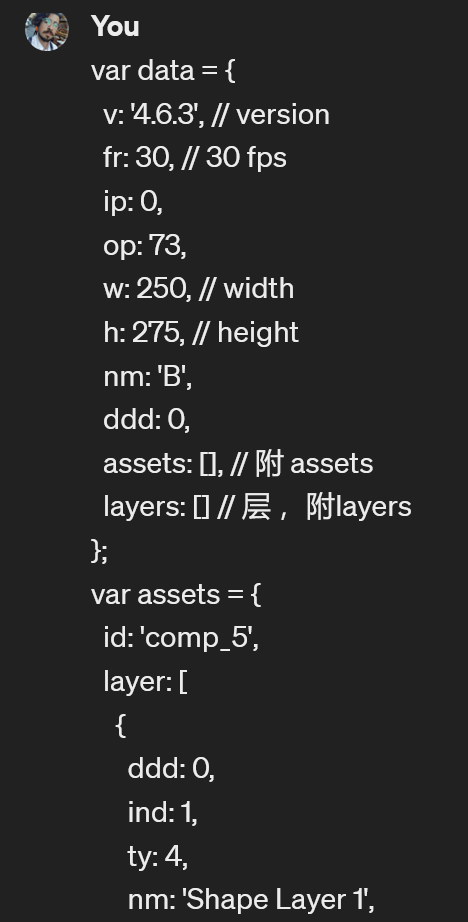 You
var data = {
v: '4.6.3', // version
fr: 30, // 30 fps
ip: 0,
op: 73,
w: 250, // width
h: 275, // height
nm: 'B',
ddd: 0,
assets: [], // 附 assets
layers: [] // 层 ，附layers
};
var assets = {
id: 'comp_5',
layer: [
{
ddd: 0,
ind: 1,
ty: 4,
nm: 'Shape Layer 1',